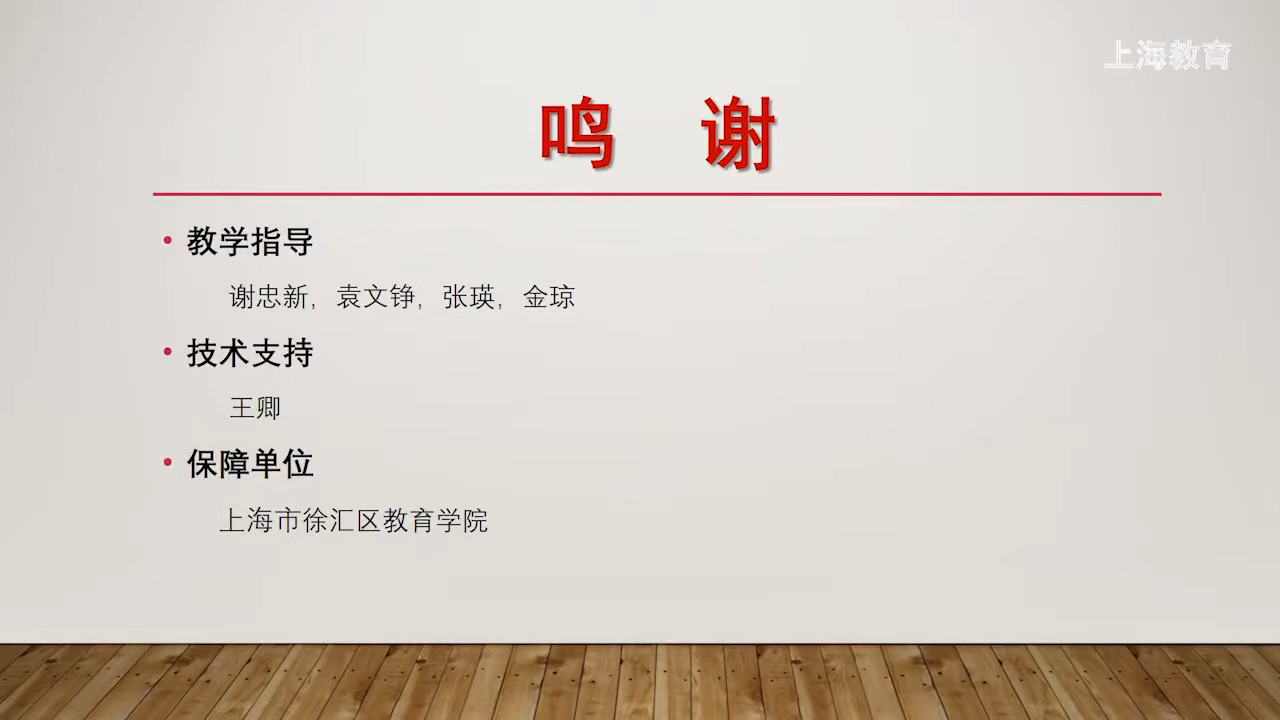 上海教育
鸣 谢
• 教学指导
谢忠新，袁文铮，张瑛，金琼
• 技术支持
王卿
• 保障单位
上海市徐汇区教育学院